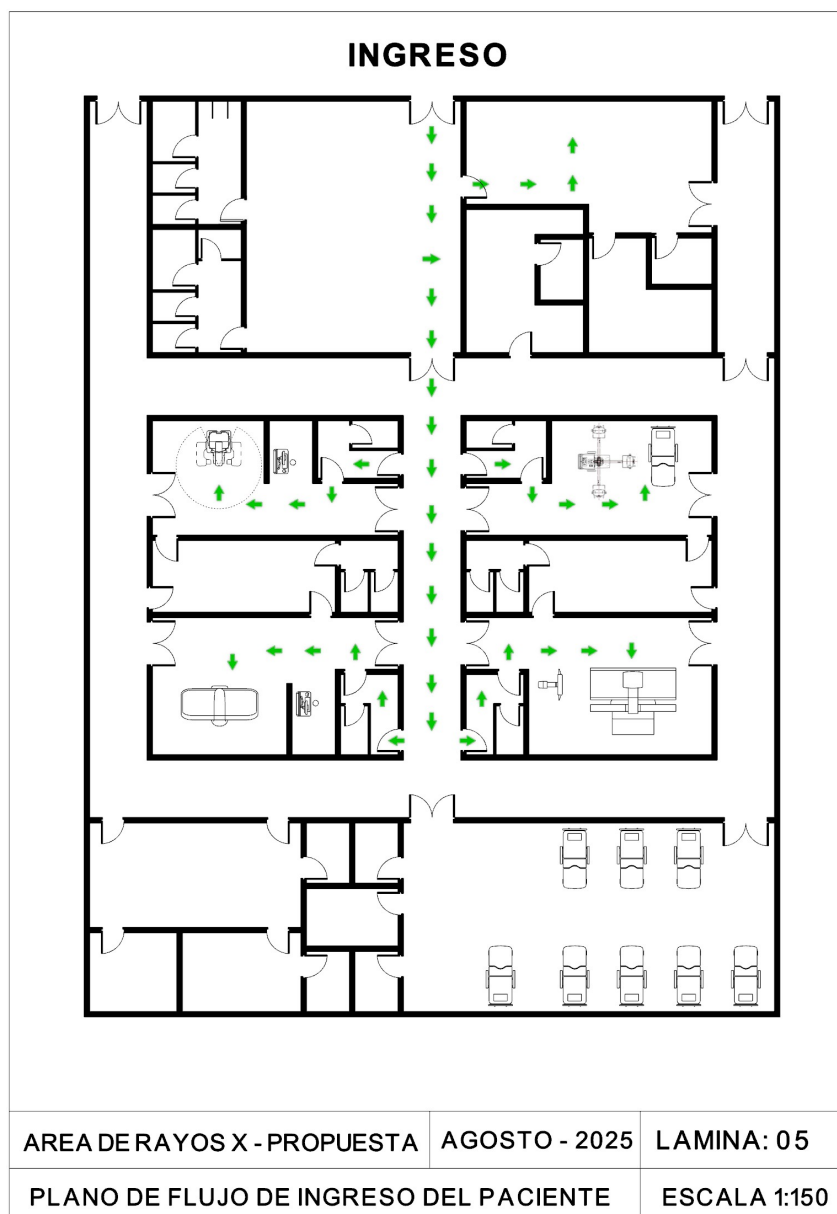 INGRESO
AREA DE RAYOS X - PROPUESTA
AGOSTO - 2025
LAMINA: 05
PLANO DE FLUJO DE INGRESO DEL PACIENTE
ESCALA 1:150